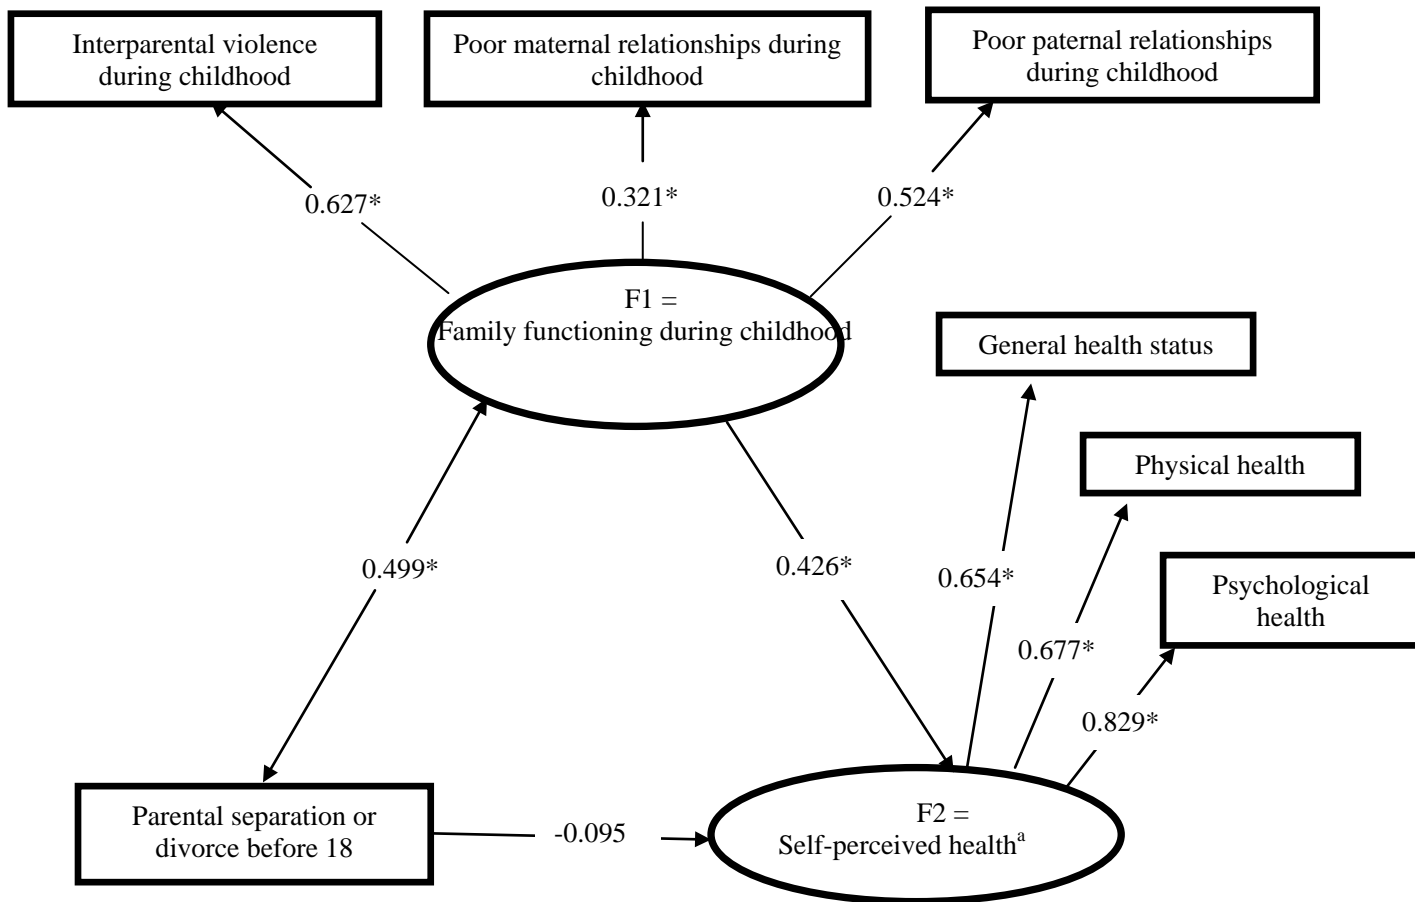 Interparental violence
during childhood
Poor maternal relationships during
childhood
Poor paternal relationships
during childhood
0.627*
0.321*
0.524*
F1 =
Family functioning during childhood
General health status
Physical health
Psychological
health
0.499*
0.426*
0.654*
0.677*
0.829*
Parental separation or
divorce before 18
-0.095
F2 =
Self-perceived healthᵃ